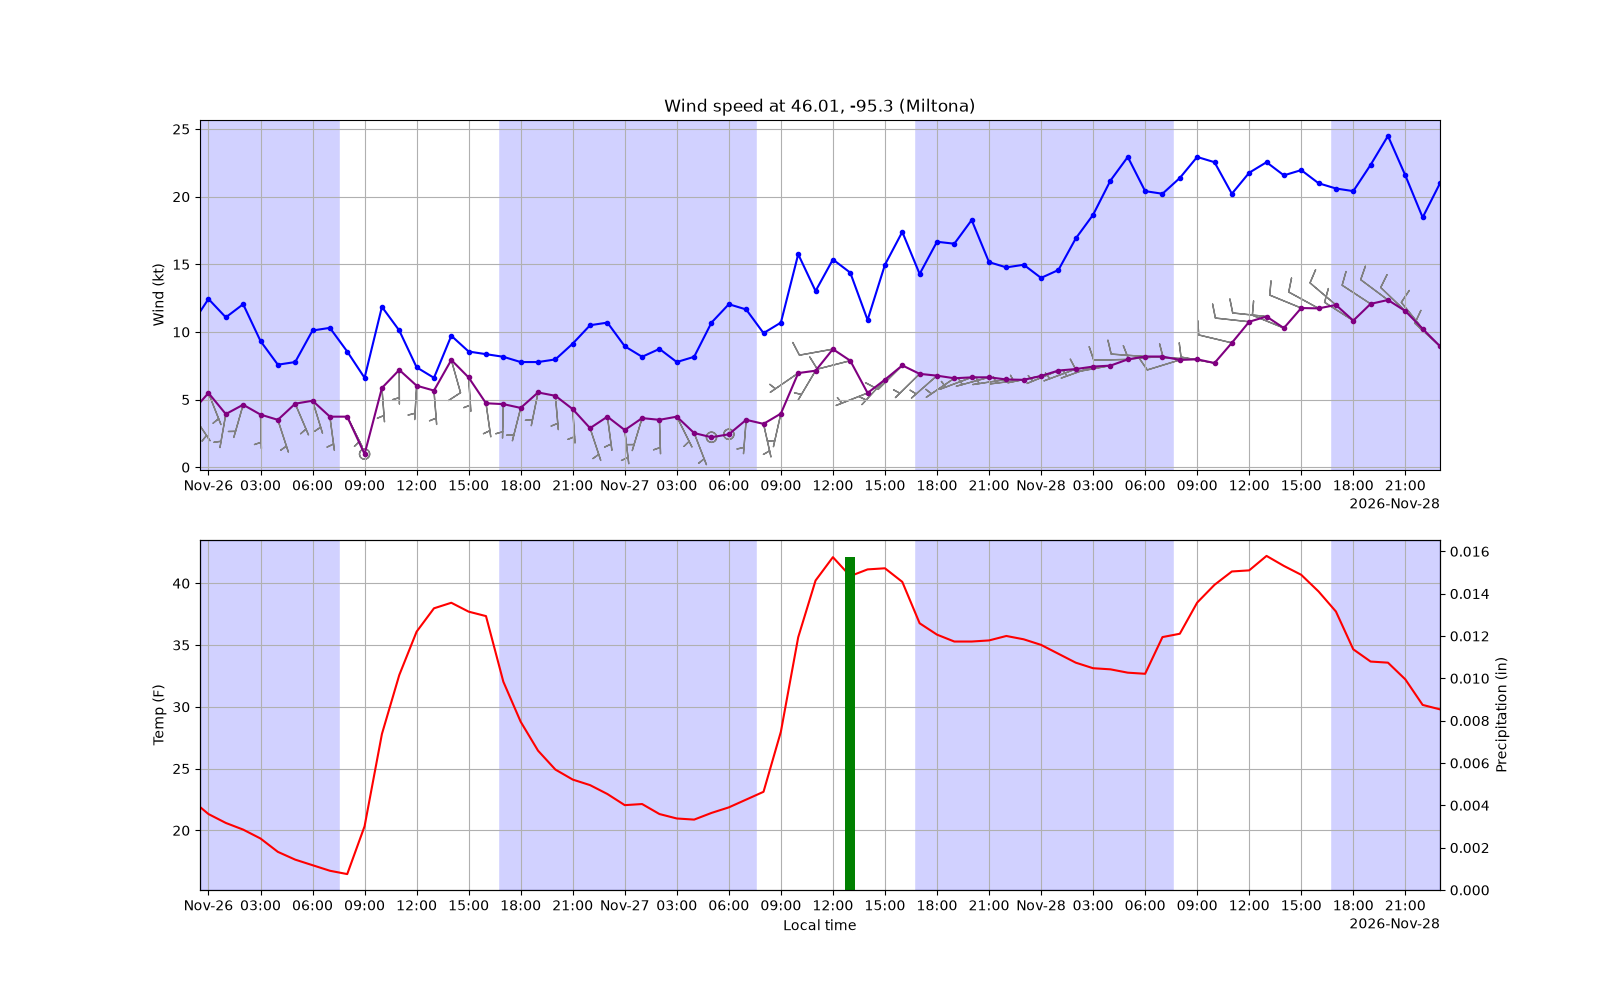 Wind speed at 46.01, -95.3 (Miltona)
25
20
15
10
5
0
Wind (kt)
Nov-26 03:00 06:00 09:00 12:00 15:00 18:00 21:00 Nov-27 03:00 06:00 09:00 12:00 15:00 18:00 21:00 Nov-28 03:00 06:00 09:00 12:00 15:00 18:00 21:00
2026-Nov-28
40
35
30
25
20
Temp (F)
0.016
0.014
0.012
0.010
0.008
0.006
0.004
0.002
0.000
Precipitation (in)
Nov-26 03:00 06:00 09:00 12:00 15:00 18:00 21:00 Nov-27 03:00 06:00 09:00 12:00 15:00 18:00 21:00 Nov-28 03:00 06:00 09:00 12:00 15:00 18:00 21:00
Local time
2026-Nov-28